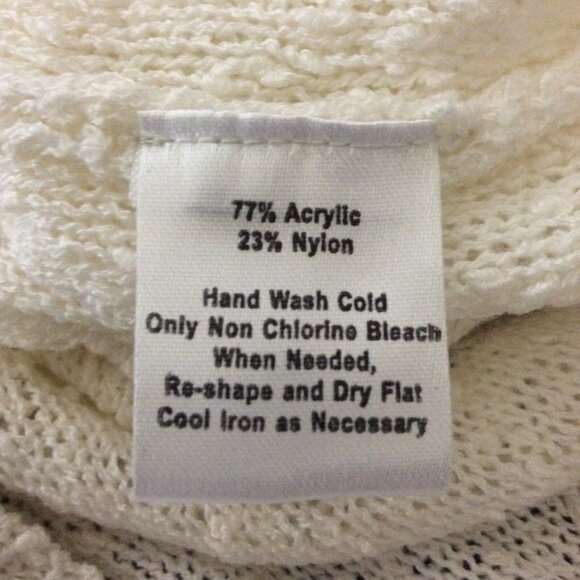 77% Acrylic
23% Nylon
Hand Wash Cold
Only Non Chlorine Bleach
When Needed,
Re-shape and Dry Flat
Cool Iron as Necessary